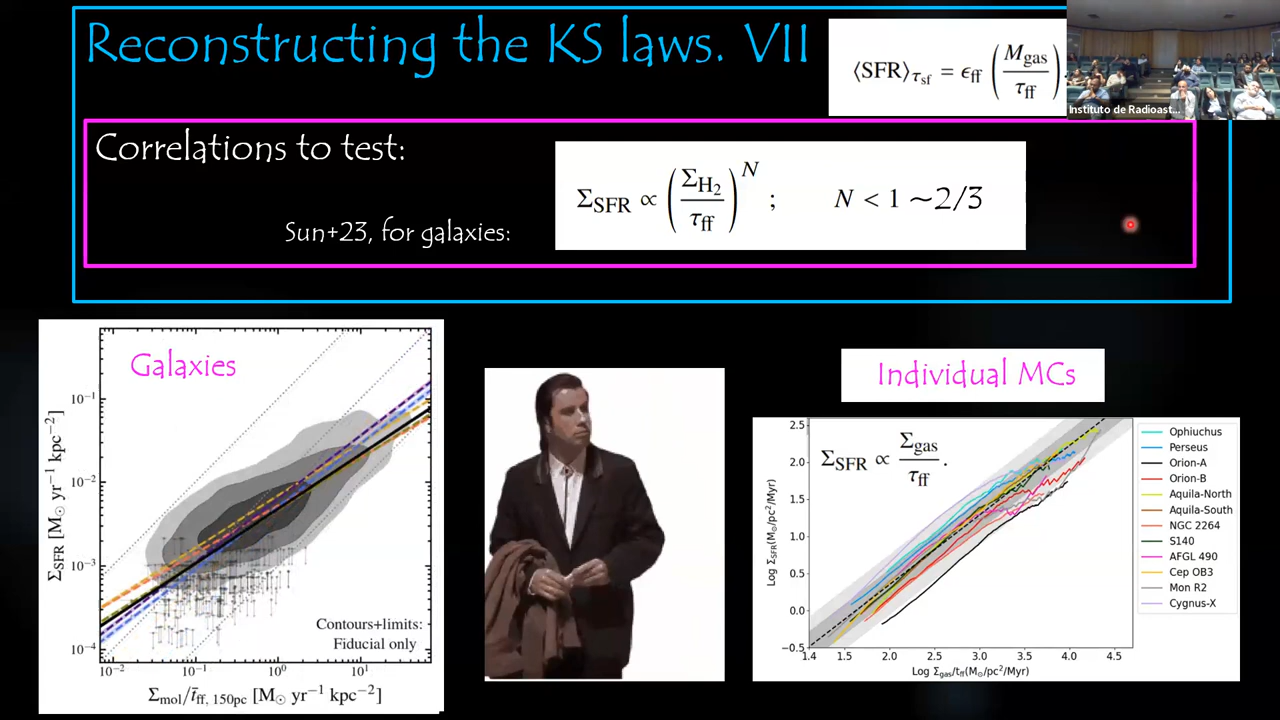 Reconstructing the KS laws. VII
⟨SFR⟩τsf = ϵff (Mgas/τff).
Instituto de Radioast...
Correlations to test:
ΣSFR ∝ (ΣH2/τff)^N ; N < 1 ~2/3
Sun+23, for galaxies:
Galaxies
ΣSFR [M⊙ yr−1 kpc−2]
10−1
10−2
10−3
10−4
Contours+limits:
Fiducial only
10−2 10−1 100 101
Σmol/τ̄ff, 150pc [M⊙ yr−1 kpc−2]
Individual MCs
ΣSFR ∝ Σgas/τff.
Log ΣSFR(M⊙/pc2/Myr)
2.5
2.0
1.5
1.0
0.5
0.0
−0.5
1.4 1.5 2.0 2.5 3.0 3.5 4.0 4.5
Log Σgas/tff(M⊙/pc2/Myr)
Ophiuchus
Perseus
Orion-A
Orion-B
Aquila-North
Aquila-South
NGC 2264
S140
AFGL 490
Cep OB3
Mon R2
Cygnus-X